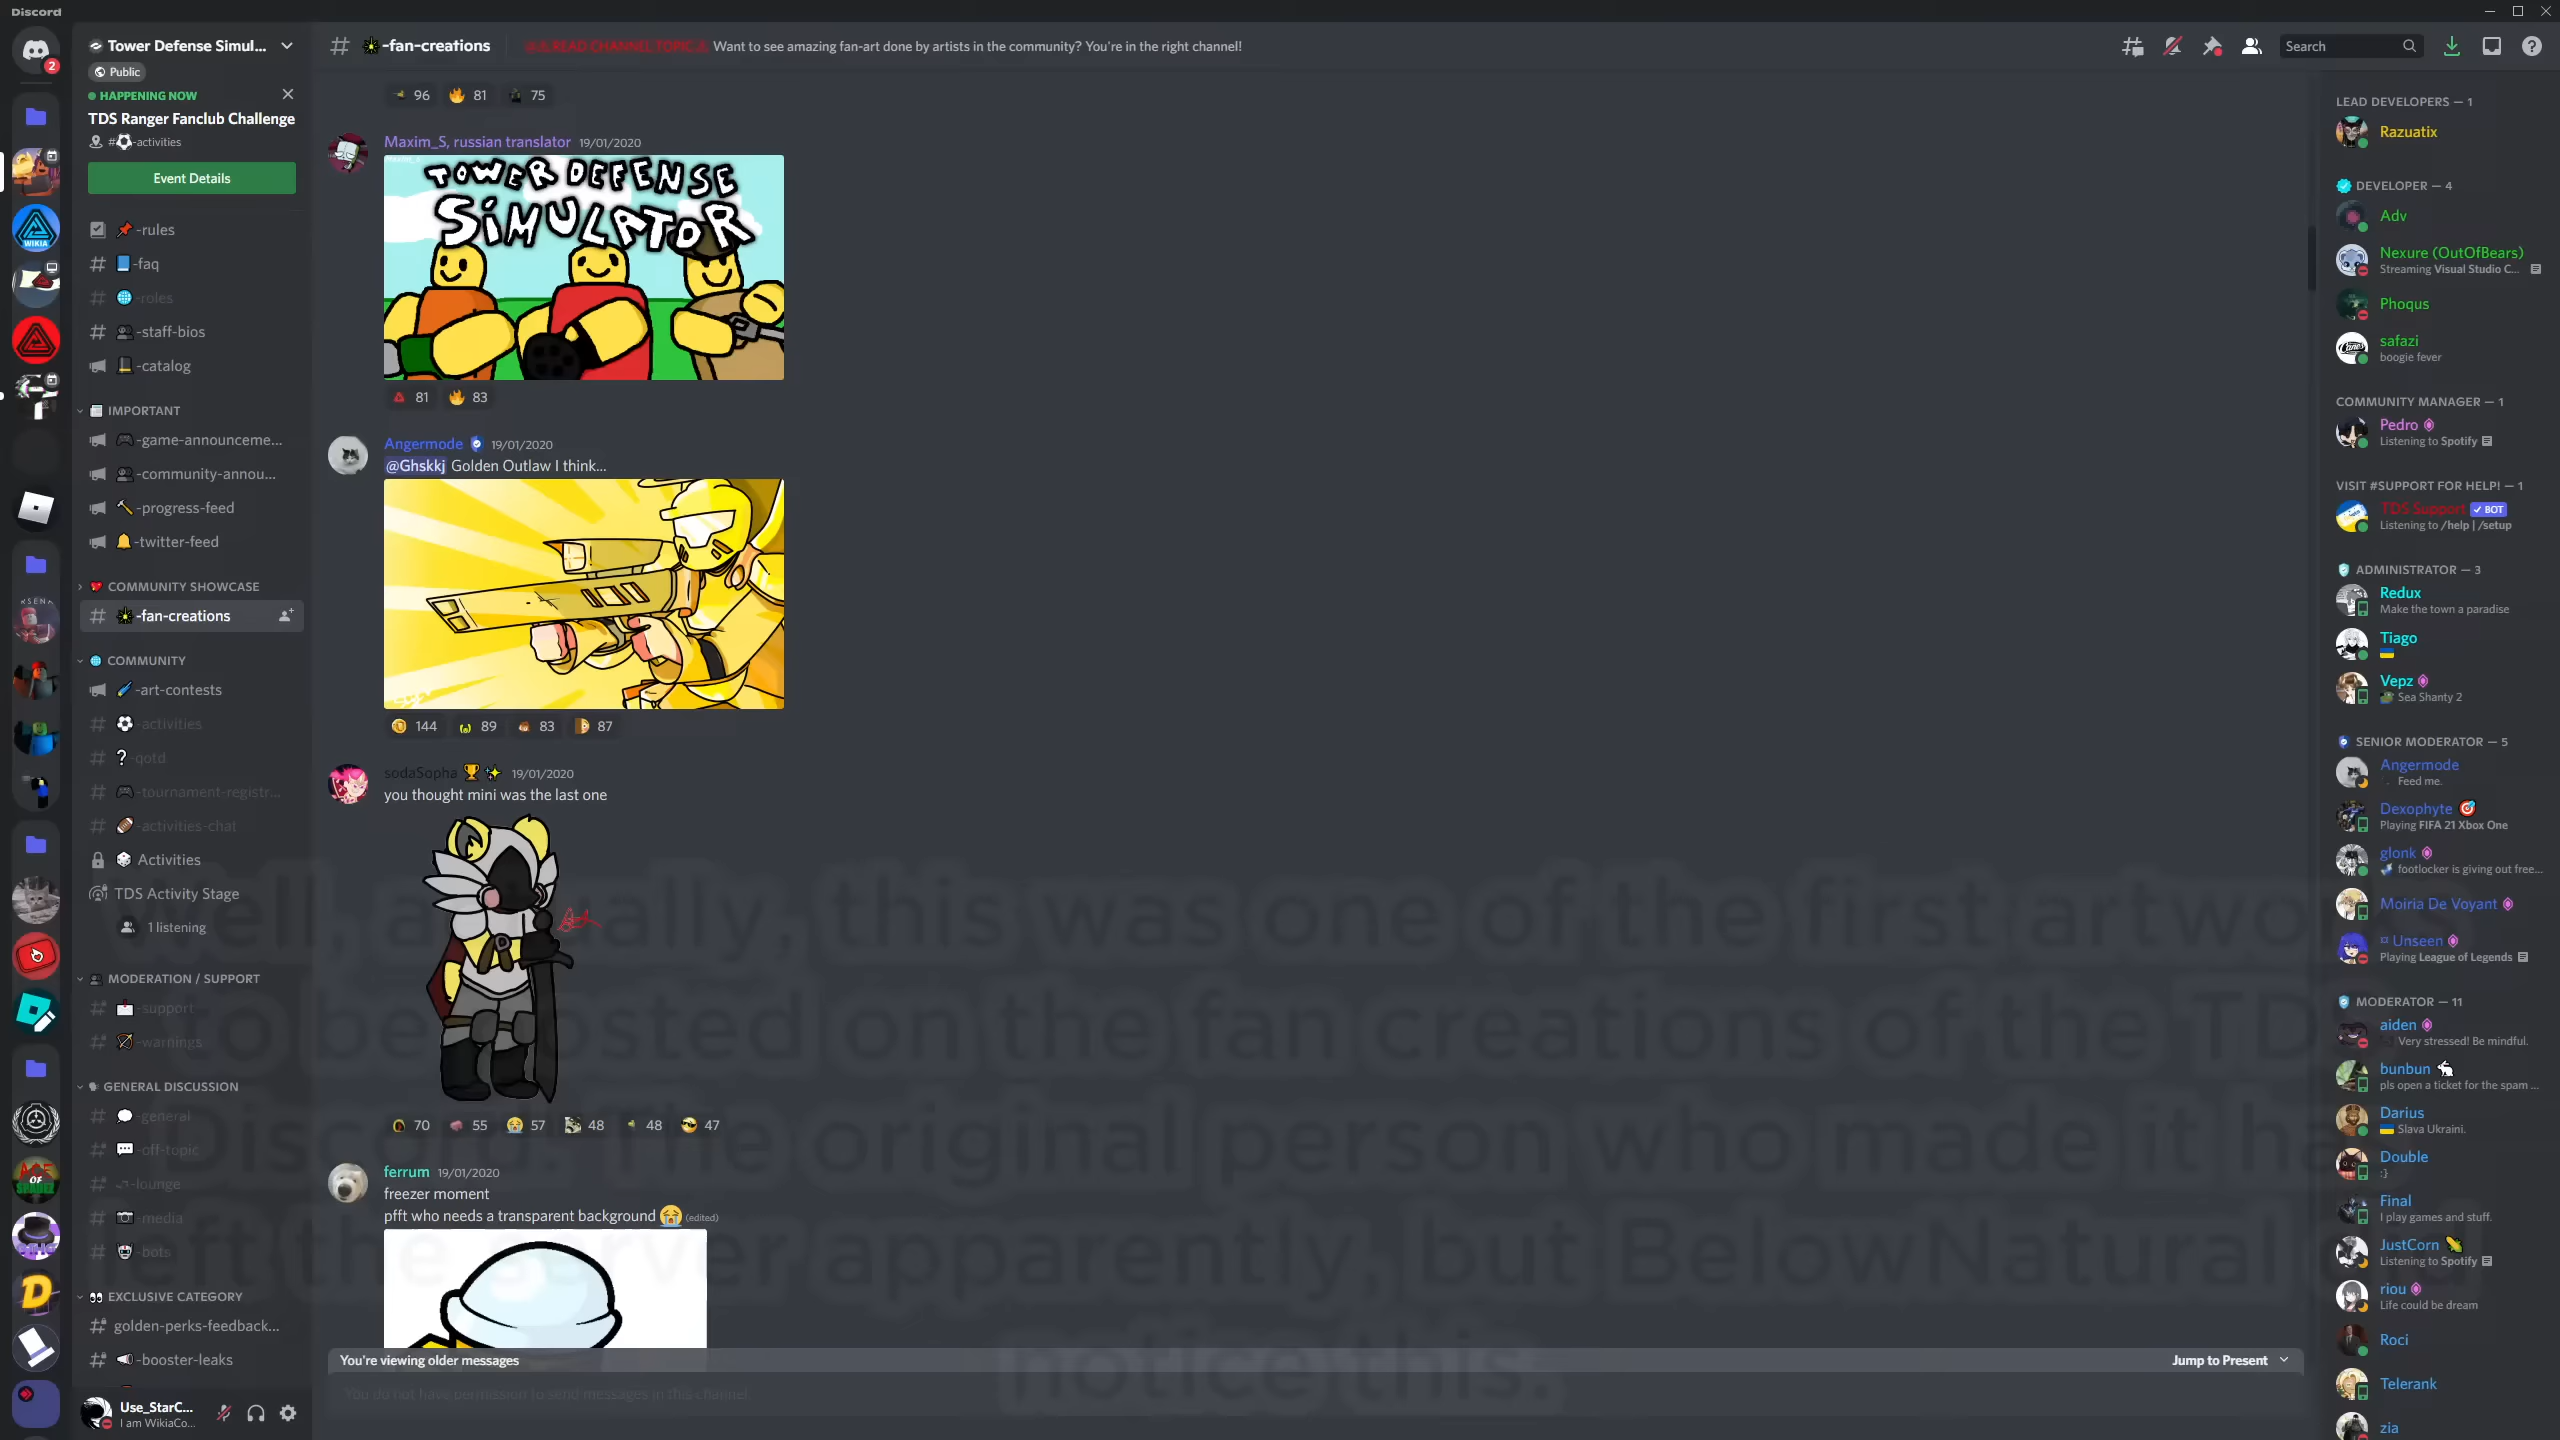 Discord
Tower Defense Simul...
Public
HAPPENING NOW
TDS Ranger Fanclub Challenge
#-activities
Event Details
-rules
-faq
-roles
-staff-bios
-catalog
IMPORTANT
-game-announceme...
-community-annou...
-progress-feed
-twitter-feed
COMMUNITY SHOWCASE
-fan-creations
COMMUNITY
-art-contests
-activities
-qotd
-tournament-registr...
-activities-chat
Activities
TDS Activity Stage
1 listening
MODERATION / SUPPORT
-support
-warnings
GENERAL DISCUSSION
-general
-off-topic
-lounge
-media
-bots
EXCLUSIVE CATEGORY
golden-perks-feedback...
-booster-leaks
Use_StarC...
I am WikiaCo...
-fan-creations
READ CHANNEL TOPIC Want to see amazing fan-art done by artists in the community? You're in the right channel!
Search
96 81 75
Maxim_S, russian translator 19/01/2020
TOWER DEFENSE
SIMULATOR
81 83
Angermode 19/01/2020
@Ghskkj Golden Outlaw I think...
144 89 83 87
sodaSopha 19/01/2020
you thought mini was the last one
70 55 57 48 48 47
ferrum 19/01/2020
freezer moment
pfft who needs a transparent background (edited)
You're viewing older messages
Jump to Present
You do not have permission to send messages in this channel.
this was one of the first
to be on the fan creations of the
original person who made it
the server apparently, but BelowNatural
notice this.
LEAD DEVELOPERS — 1
Razuatix
DEVELOPER — 4
Adv
Nexure (OutOfBears)
Streaming Visual Studio C...
Phoqus
safazi
boogie fever
COMMUNITY MANAGER — 1
Pedro
Listening to Spotify
VISIT #SUPPORT FOR HELP! — 1
TDS Support BOT
Listening to /help | /setup
ADMINISTRATOR — 3
Redux
Make the town a paradise
Tiago
Vepz
Sea Shanty 2
SENIOR MODERATOR — 5
Angermode
Feed me.
Dexophyte
Playing FIFA 21 Xbox One
glonk
footlocker is giving out free...
Moiria De Voyant
¤ Unseen
Playing League of Legends
MODERATOR — 11
aiden
Very stressed! Be mindful.
bunbun
pls open a ticket for the spam ...
Darius
Slava Ukraini.
Double
:}
Final
I play games and stuff.
JustCorn
Listening to Spotify
riou
Life could be dream
Roci
Telerank
zia